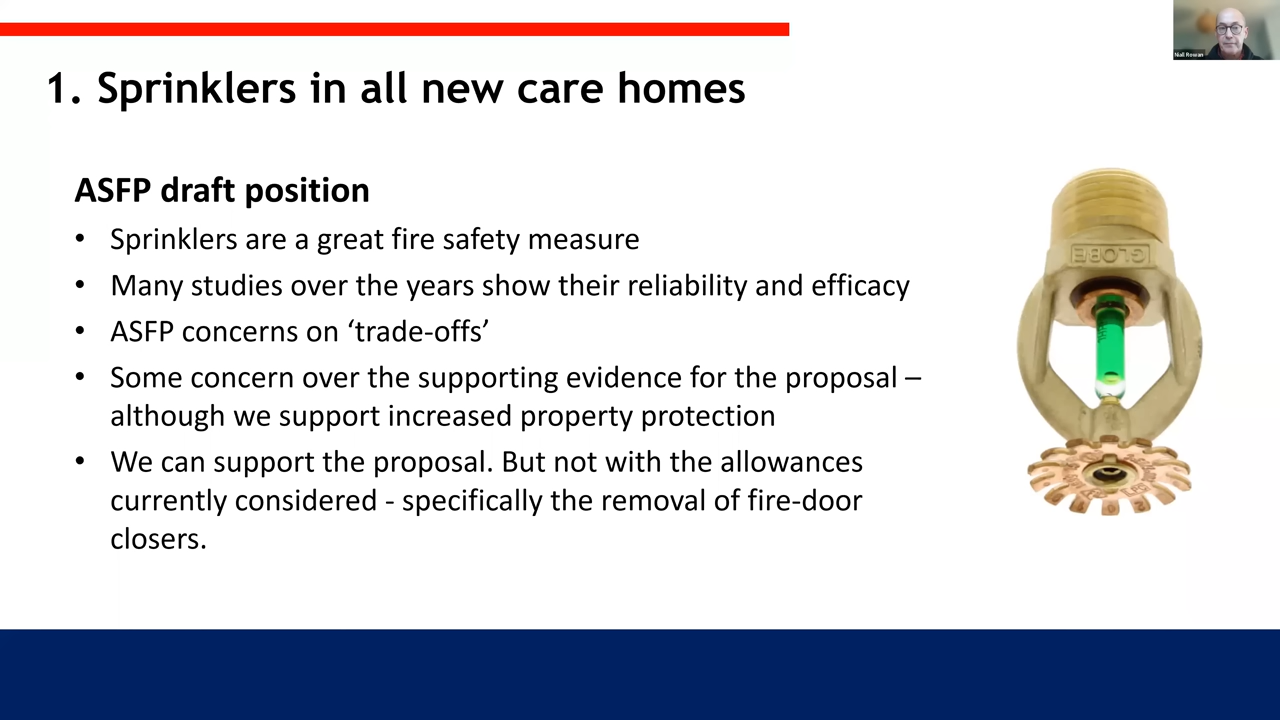 Niall Rowan
1. Sprinklers in all new care homes
ASFP draft position
• Sprinklers are a great fire safety measure
• Many studies over the years show their reliability and efficacy
• ASFP concerns on ‘trade-offs’
• Some concern over the supporting evidence for the proposal –
although we support increased property protection
• We can support the proposal. But not with the allowances
currently considered - specifically the removal of fire-door
closers.
GLOBE